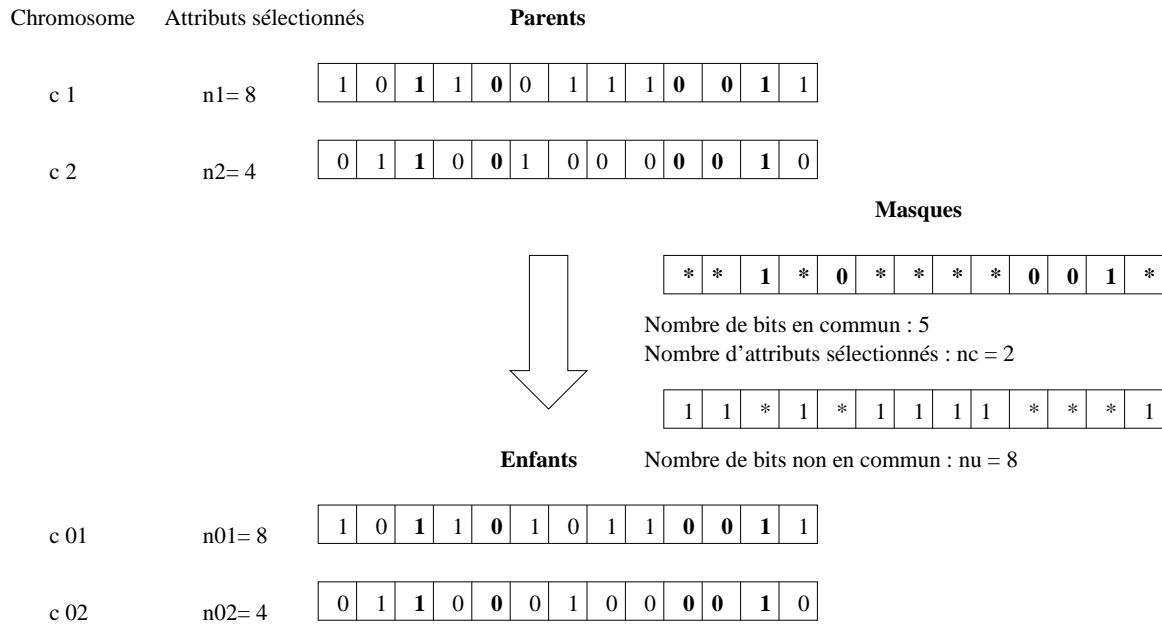 Chromosome Attributs sélectionnés Parents
c 1 n1= 8 1 0 1 1 0 0 1 1 1 0 0 1 1
c 2 n2= 4 0 1 1 0 0 1 0 0 0 0 0 1 0
Masques
* * 1 * 0 * * * * 0 0 1 *
Nombre de bits en commun : 5
Nombre d’attributs sélectionnés : nc = 2
1 1 * 1 * 1 1 1 1 * * * 1
Enfants Nombre de bits non en commun : nu = 8
c 01 n01= 8 1 0 1 1 0 1 0 1 1 0 0 1 1
c 02 n02= 4 0 1 1 0 0 0 1 0 0 0 0 1 0